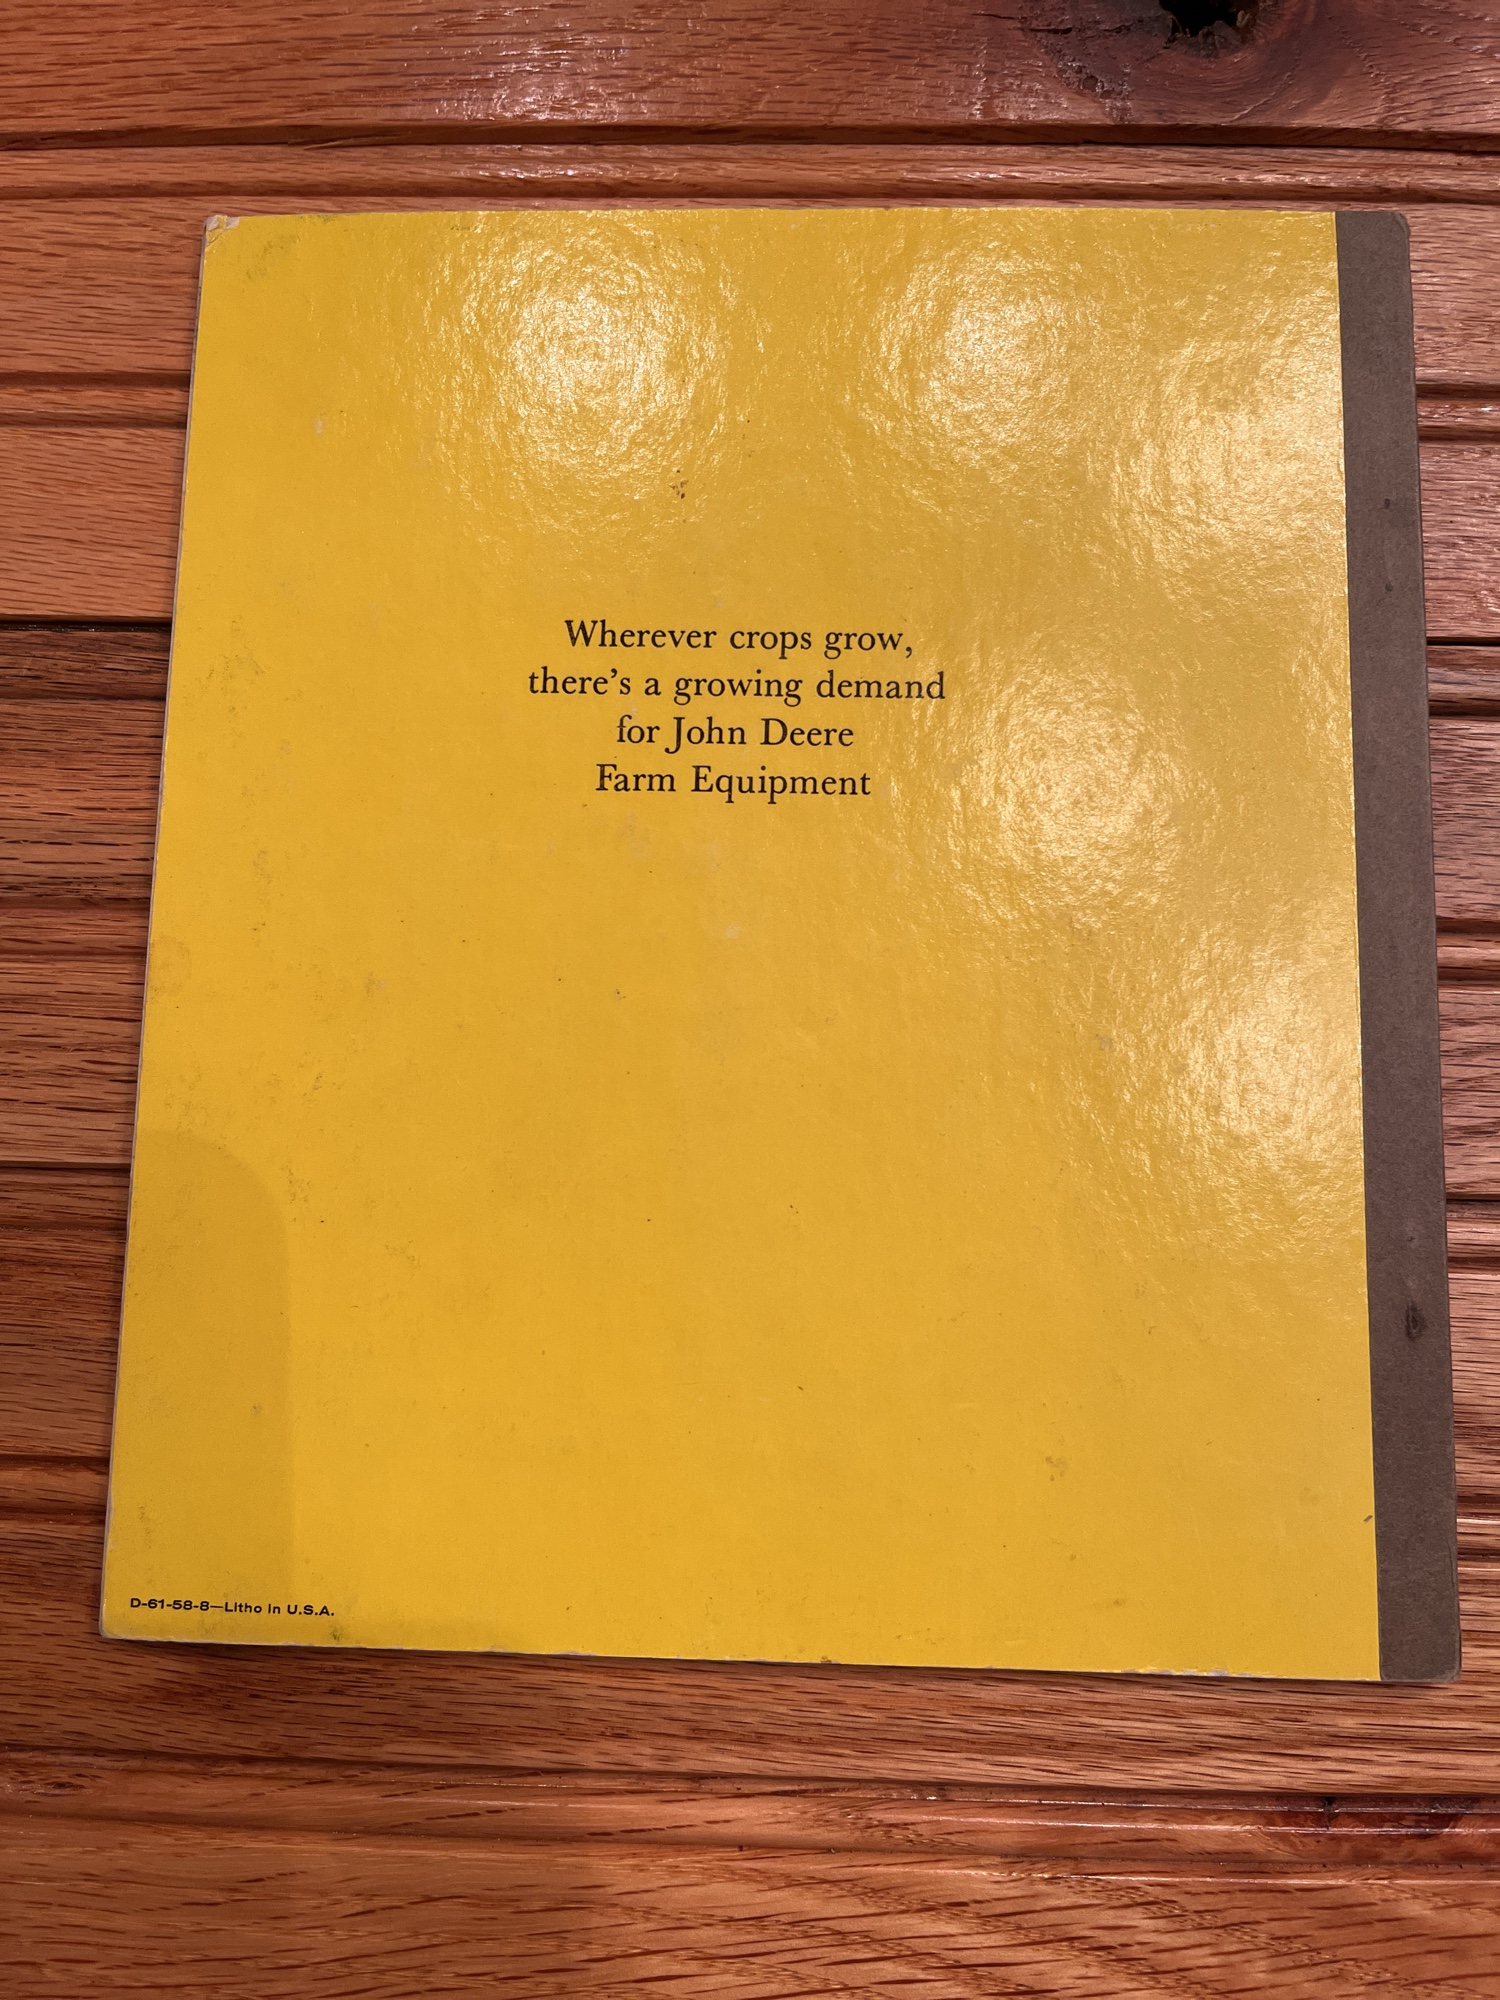 Wherever crops grow,
there's a growing demand
for John Deere
Farm Equipment
D-61-58-8—Litho in U.S.A.